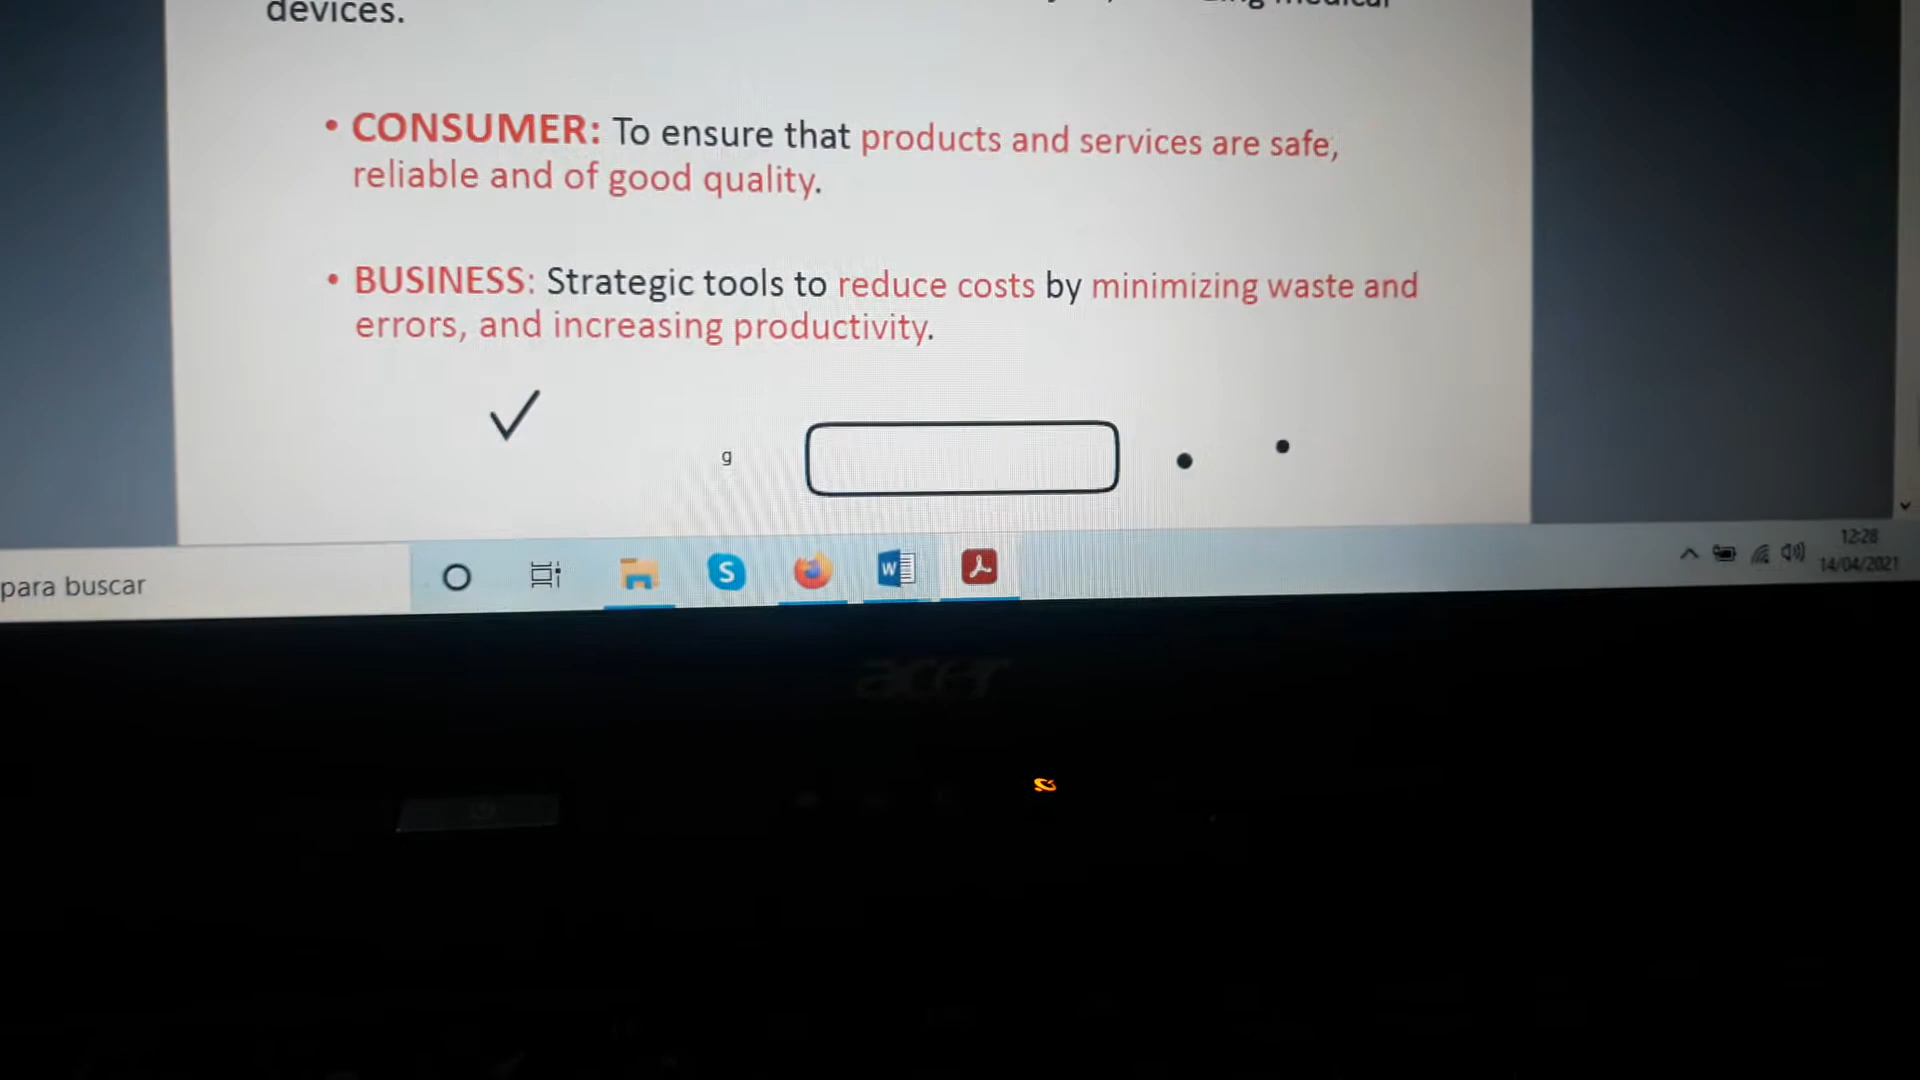 devices.
• CONSUMER: To ensure that products and services are safe,
reliable and of good quality.
• BUSINESS: Strategic tools to reduce costs by minimizing waste and
errors, and increasing productivity.
g
para buscar
12:28
14/04/2021
acer